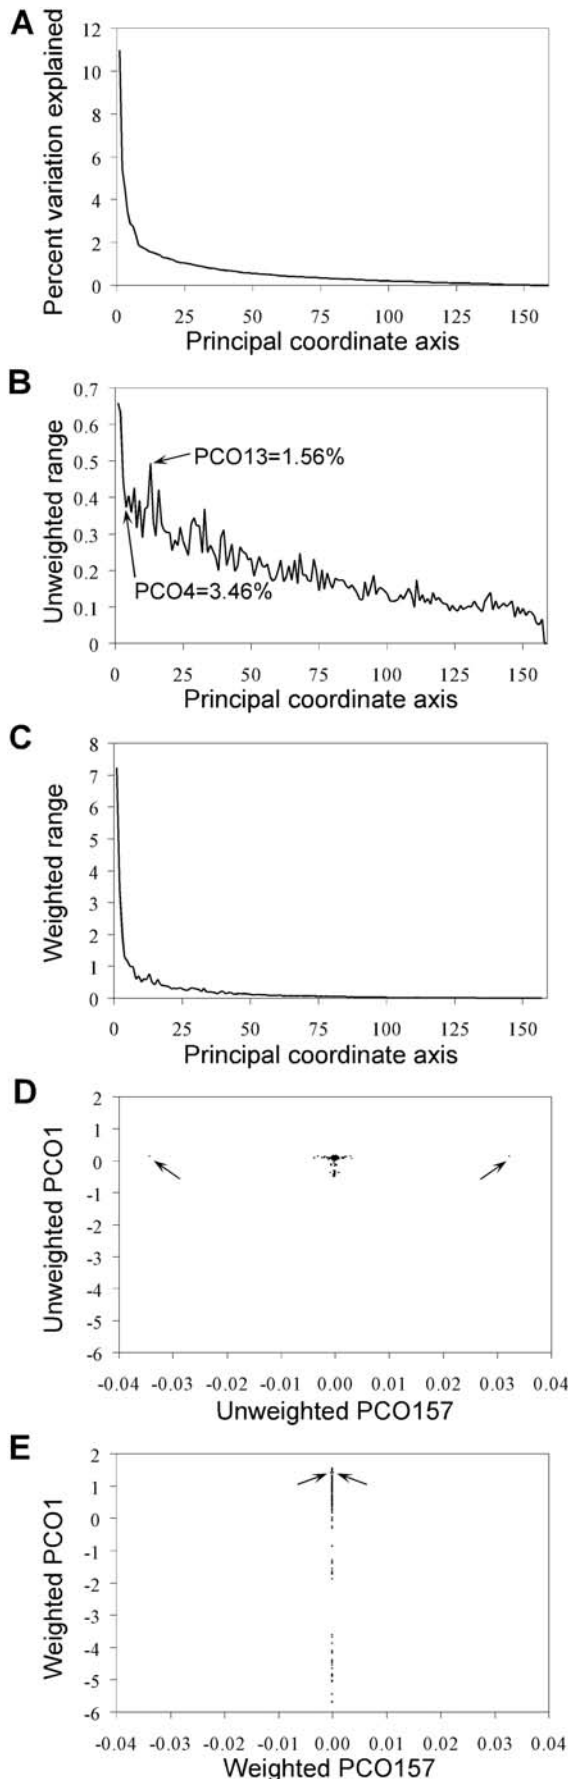 A
Percent variation explained
12
10
8
6
4
2
0
0 25 50 75 100 125 150
Principal coordinate axis
B
Unweighted range
0.7
0.6
0.5
0.4
0.3
0.2
0.1
0
PCO13=1.56%
PCO4=3.46%
0 25 50 75 100 125 150
Principal coordinate axis
C
Weighted range
8
7
6
5
4
3
2
1
0
0 25 50 75 100 125 150
Principal coordinate axis
D
Unweighted PCO1
2
1
0
-1
-2
-3
-4
-5
-6
-0.04 -0.03 -0.02 -0.01 0.00 0.01 0.02 0.03 0.04
Unweighted PCO157
E
Weighted PCO1
2
1
0
-1
-2
-3
-4
-5
-6
-0.04 -0.03 -0.02 -0.01 0.00 0.01 0.02 0.03 0.04
Weighted PCO157